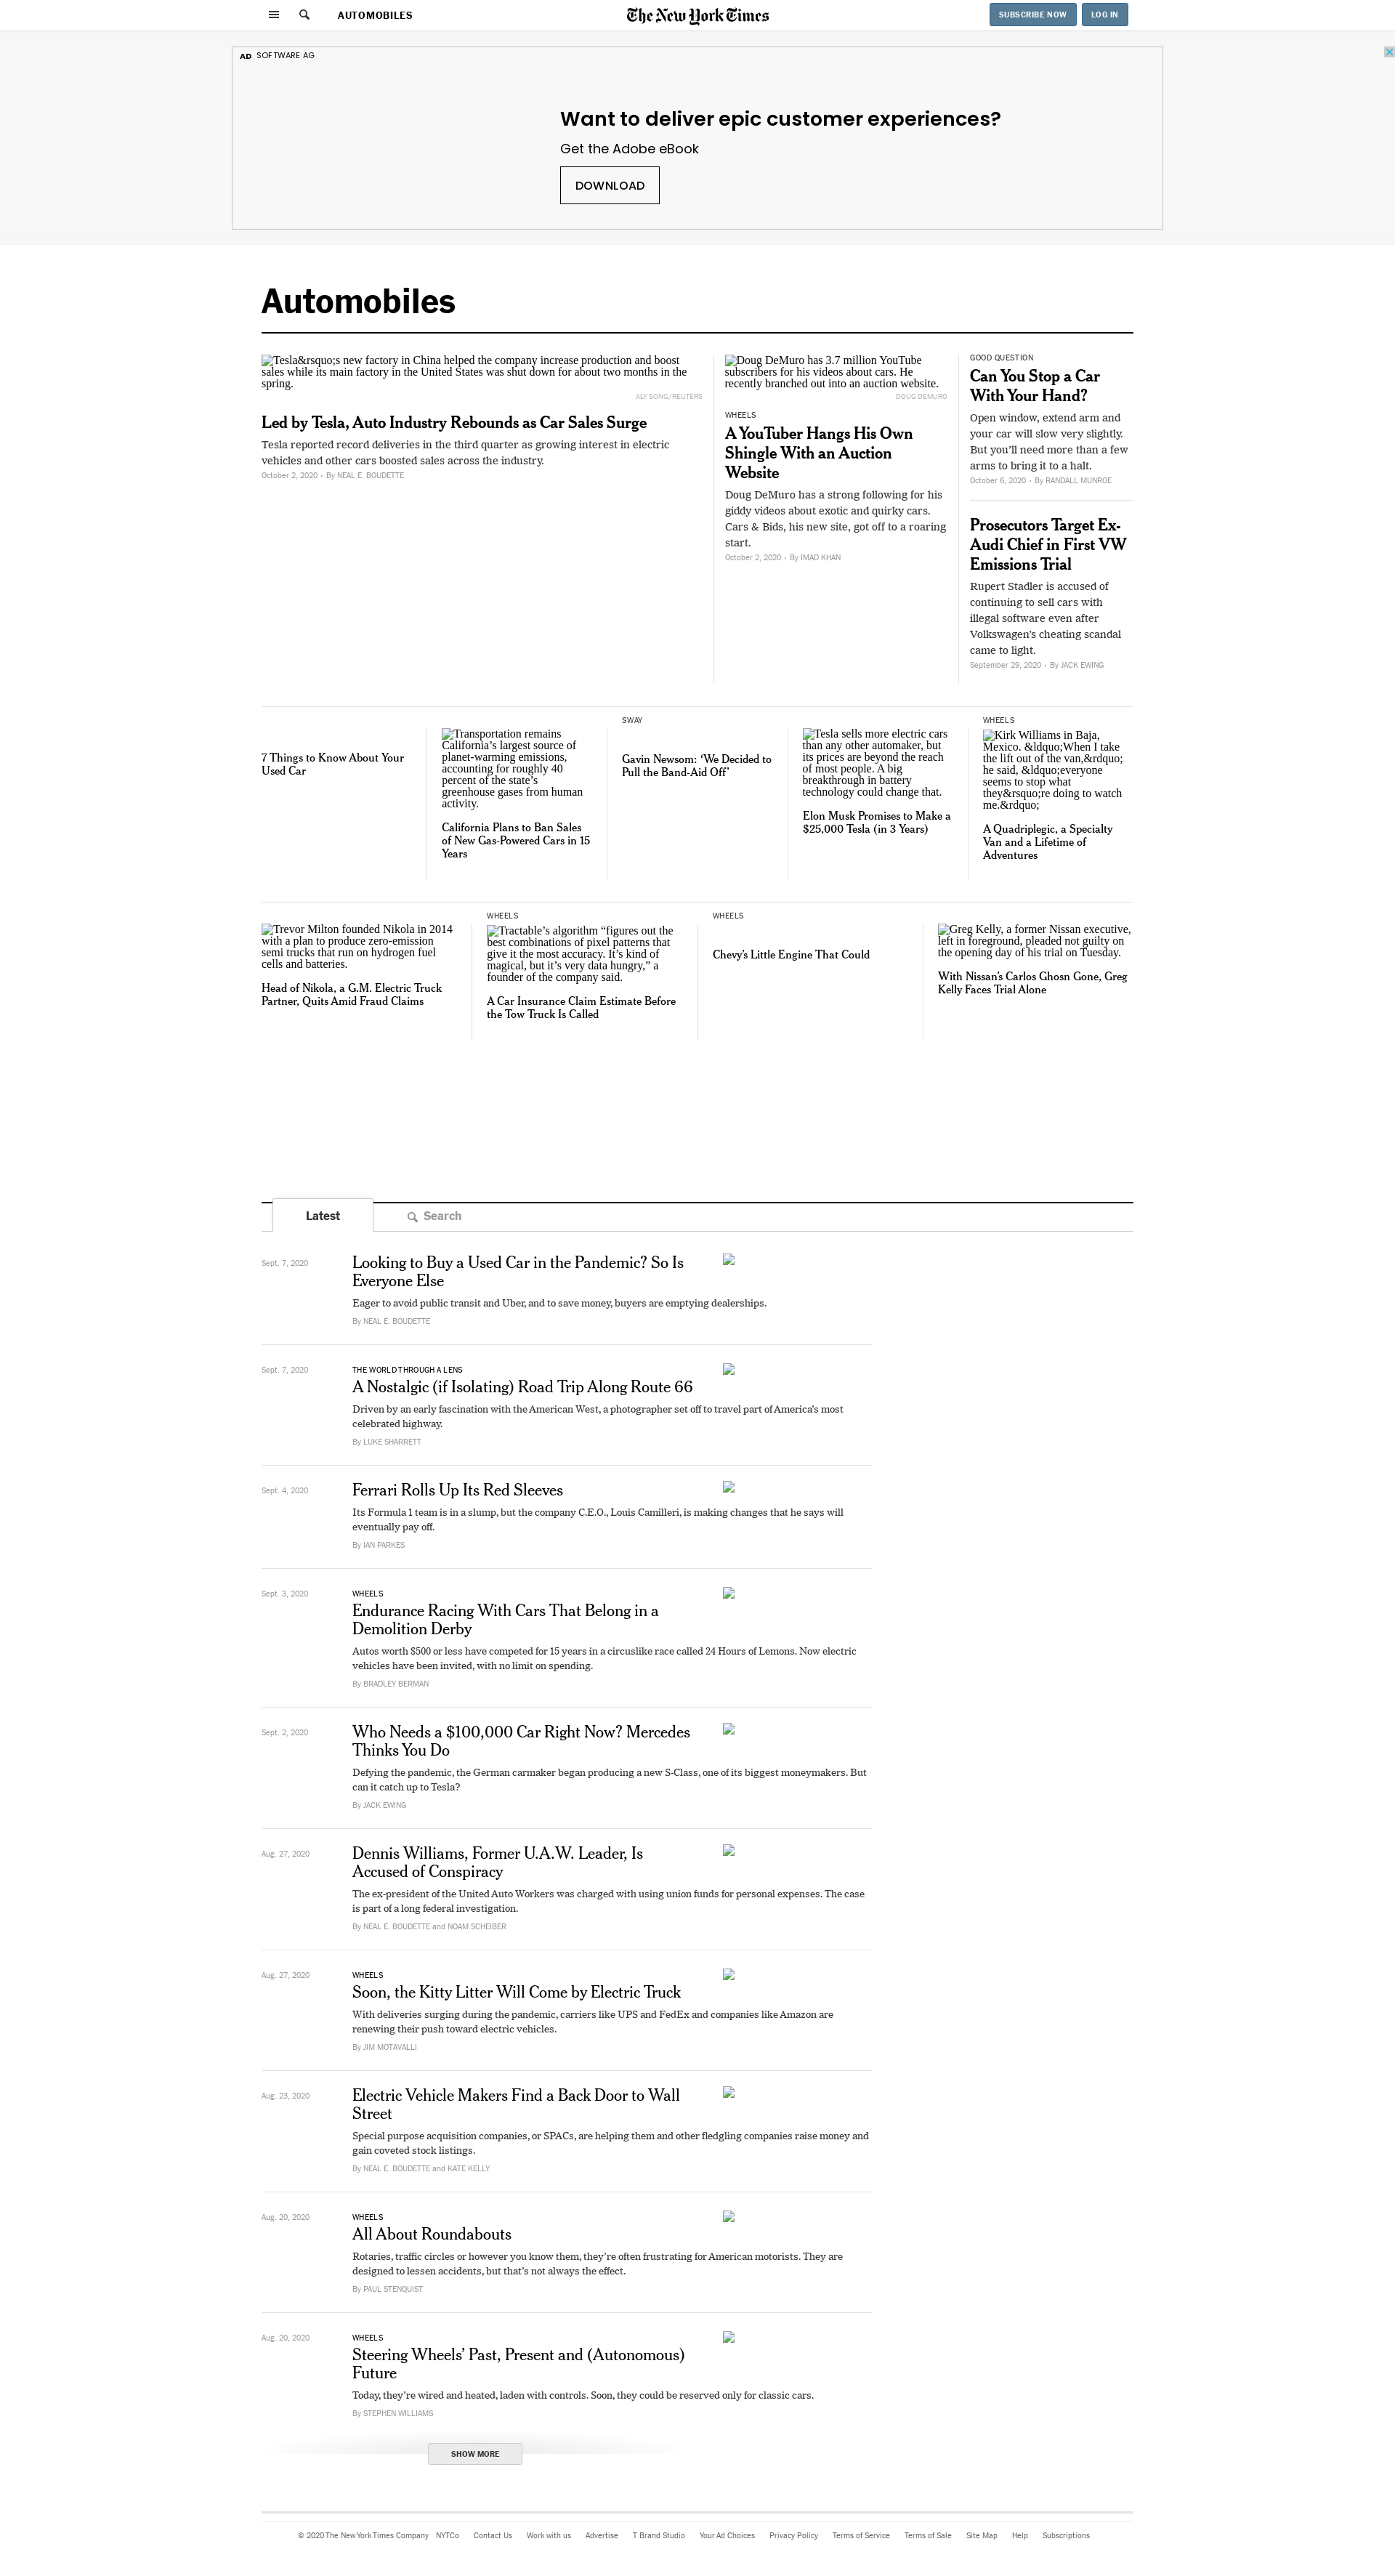 AUTOMOBILES
The New York Times
SUBSCRIBE NOW
LOG IN
AD SOFTWARE AG
Want to deliver epic customer experiences?
Get the Adobe eBook
DOWNLOAD
Automobiles
Tesla&rsquo;s new factory in China helped the company increase production and boost
sales while its main factory in the United States was shut down for about two months in the
spring.
ALY SONG/REUTERS
Led by Tesla, Auto Industry Rebounds as Car Sales Surge
Tesla reported record deliveries in the third quarter as growing interest in electric
vehicles and other cars boosted sales across the industry.
October 2, 2020 • By NEAL E. BOUDETTE
Doug DeMuro has 3.7 million YouTube
subscribers for his videos about cars. He
recently branched out into an auction website.
DOUG DEMURO
WHEELS
A YouTuber Hangs His Own
Shingle With an Auction
Website
Doug DeMuro has a strong following for his
giddy videos about exotic and quirky cars.
Cars & Bids, his new site, got off to a roaring
start.
October 2, 2020 • By IMAD KHAN
GOOD QUESTION
Can You Stop a Car
With Your Hand?
Open window, extend arm and
your car will slow very slightly.
But you’ll need more than a few
arms to bring it to a halt.
October 6, 2020 • By RANDALL MUNROE
Prosecutors Target Ex-
Audi Chief in First VW
Emissions Trial
Rupert Stadler is accused of
continuing to sell cars with
illegal software even after
Volkswagen’s cheating scandal
came to light.
September 29, 2020 • By JACK EWING
7 Things to Know About Your
Used Car
Transportation remains
California’s largest source of
planet-warming emissions,
accounting for roughly 40
percent of the state’s
greenhouse gases from human
activity.
California Plans to Ban Sales
of New Gas-Powered Cars in 15
Years
SWAY
Gavin Newsom: ‘We Decided to
Pull the Band-Aid Off’
Tesla sells more electric cars
than any other automaker, but
its prices are beyond the reach
of most people. A big
breakthrough in battery
technology could change that.
Elon Musk Promises to Make a
$25,000 Tesla (in 3 Years)
WHEELS
Kirk Williams in Baja,
Mexico. &ldquo;When I take
the lift out of the van,&rdquo;
he said, &ldquo;everyone
seems to stop what
they&rsquo;re doing to watch
me.&rdquo;
A Quadriplegic, a Specialty
Van and a Lifetime of
Adventures
Trevor Milton founded Nikola in 2014
with a plan to produce zero-emission
semi trucks that run on hydrogen fuel
cells and batteries.
Head of Nikola, a G.M. Electric Truck
Partner, Quits Amid Fraud Claims
WHEELS
Tractable’s algorithm “figures out the
best combinations of pixel patterns that
give it the most accuracy. It’s kind of
magical, but it’s very data hungry,” a
founder of the company said.
A Car Insurance Claim Estimate Before
the Tow Truck Is Called
WHEELS
Chevy’s Little Engine That Could
Greg Kelly, a former Nissan executive,
left in foreground, pleaded not guilty on
the opening day of his trial on Tuesday.
With Nissan’s Carlos Ghosn Gone, Greg
Kelly Faces Trial Alone
Latest
Search
Sept. 7, 2020
Looking to Buy a Used Car in the Pandemic? So Is
Everyone Else
Eager to avoid public transit and Uber, and to save money, buyers are emptying dealerships.
By NEAL E. BOUDETTE
Sept. 7, 2020
THE WORLD THROUGH A LENS
A Nostalgic (if Isolating) Road Trip Along Route 66
Driven by an early fascination with the American West, a photographer set off to travel part of America’s most
celebrated highway.
By LUKE SHARRETT
Sept. 4, 2020
Ferrari Rolls Up Its Red Sleeves
Its Formula 1 team is in a slump, but the company C.E.O., Louis Camilleri, is making changes that he says will
eventually pay off.
By IAN PARKES
Sept. 3, 2020
WHEELS
Endurance Racing With Cars That Belong in a
Demolition Derby
Autos worth $500 or less have competed for 15 years in a circuslike race called 24 Hours of Lemons. Now electric
vehicles have been invited, with no limit on spending.
By BRADLEY BERMAN
Sept. 2, 2020
Who Needs a $100,000 Car Right Now? Mercedes
Thinks You Do
Defying the pandemic, the German carmaker began producing a new S-Class, one of its biggest moneymakers. But
can it catch up to Tesla?
By JACK EWING
Aug. 27, 2020
Dennis Williams, Former U.A.W. Leader, Is
Accused of Conspiracy
The ex-president of the United Auto Workers was charged with using union funds for personal expenses. The case
is part of a long federal investigation.
By NEAL E. BOUDETTE and NOAM SCHEIBER
Aug. 27, 2020
WHEELS
Soon, the Kitty Litter Will Come by Electric Truck
With deliveries surging during the pandemic, carriers like UPS and FedEx and companies like Amazon are
renewing their push toward electric vehicles.
By JIM MOTAVALLI
Aug. 23, 2020
Electric Vehicle Makers Find a Back Door to Wall
Street
Special purpose acquisition companies, or SPACs, are helping them and other fledgling companies raise money and
gain coveted stock listings.
By NEAL E. BOUDETTE and KATE KELLY
Aug. 20, 2020
WHEELS
All About Roundabouts
Rotaries, traffic circles or however you know them, they’re often frustrating for American motorists. They are
designed to lessen accidents, but that’s not always the effect.
By PAUL STENQUIST
Aug. 20, 2020
WHEELS
Steering Wheels’ Past, Present and (Autonomous)
Future
Today, they’re wired and heated, laden with controls. Soon, they could be reserved only for classic cars.
By STEPHEN WILLIAMS
SHOW MORE
© 2020 The New York Times Company NYTCo Contact Us Work with us Advertise T Brand Studio Your Ad Choices Privacy Policy Terms of Service Terms of Sale Site Map Help Subscriptions